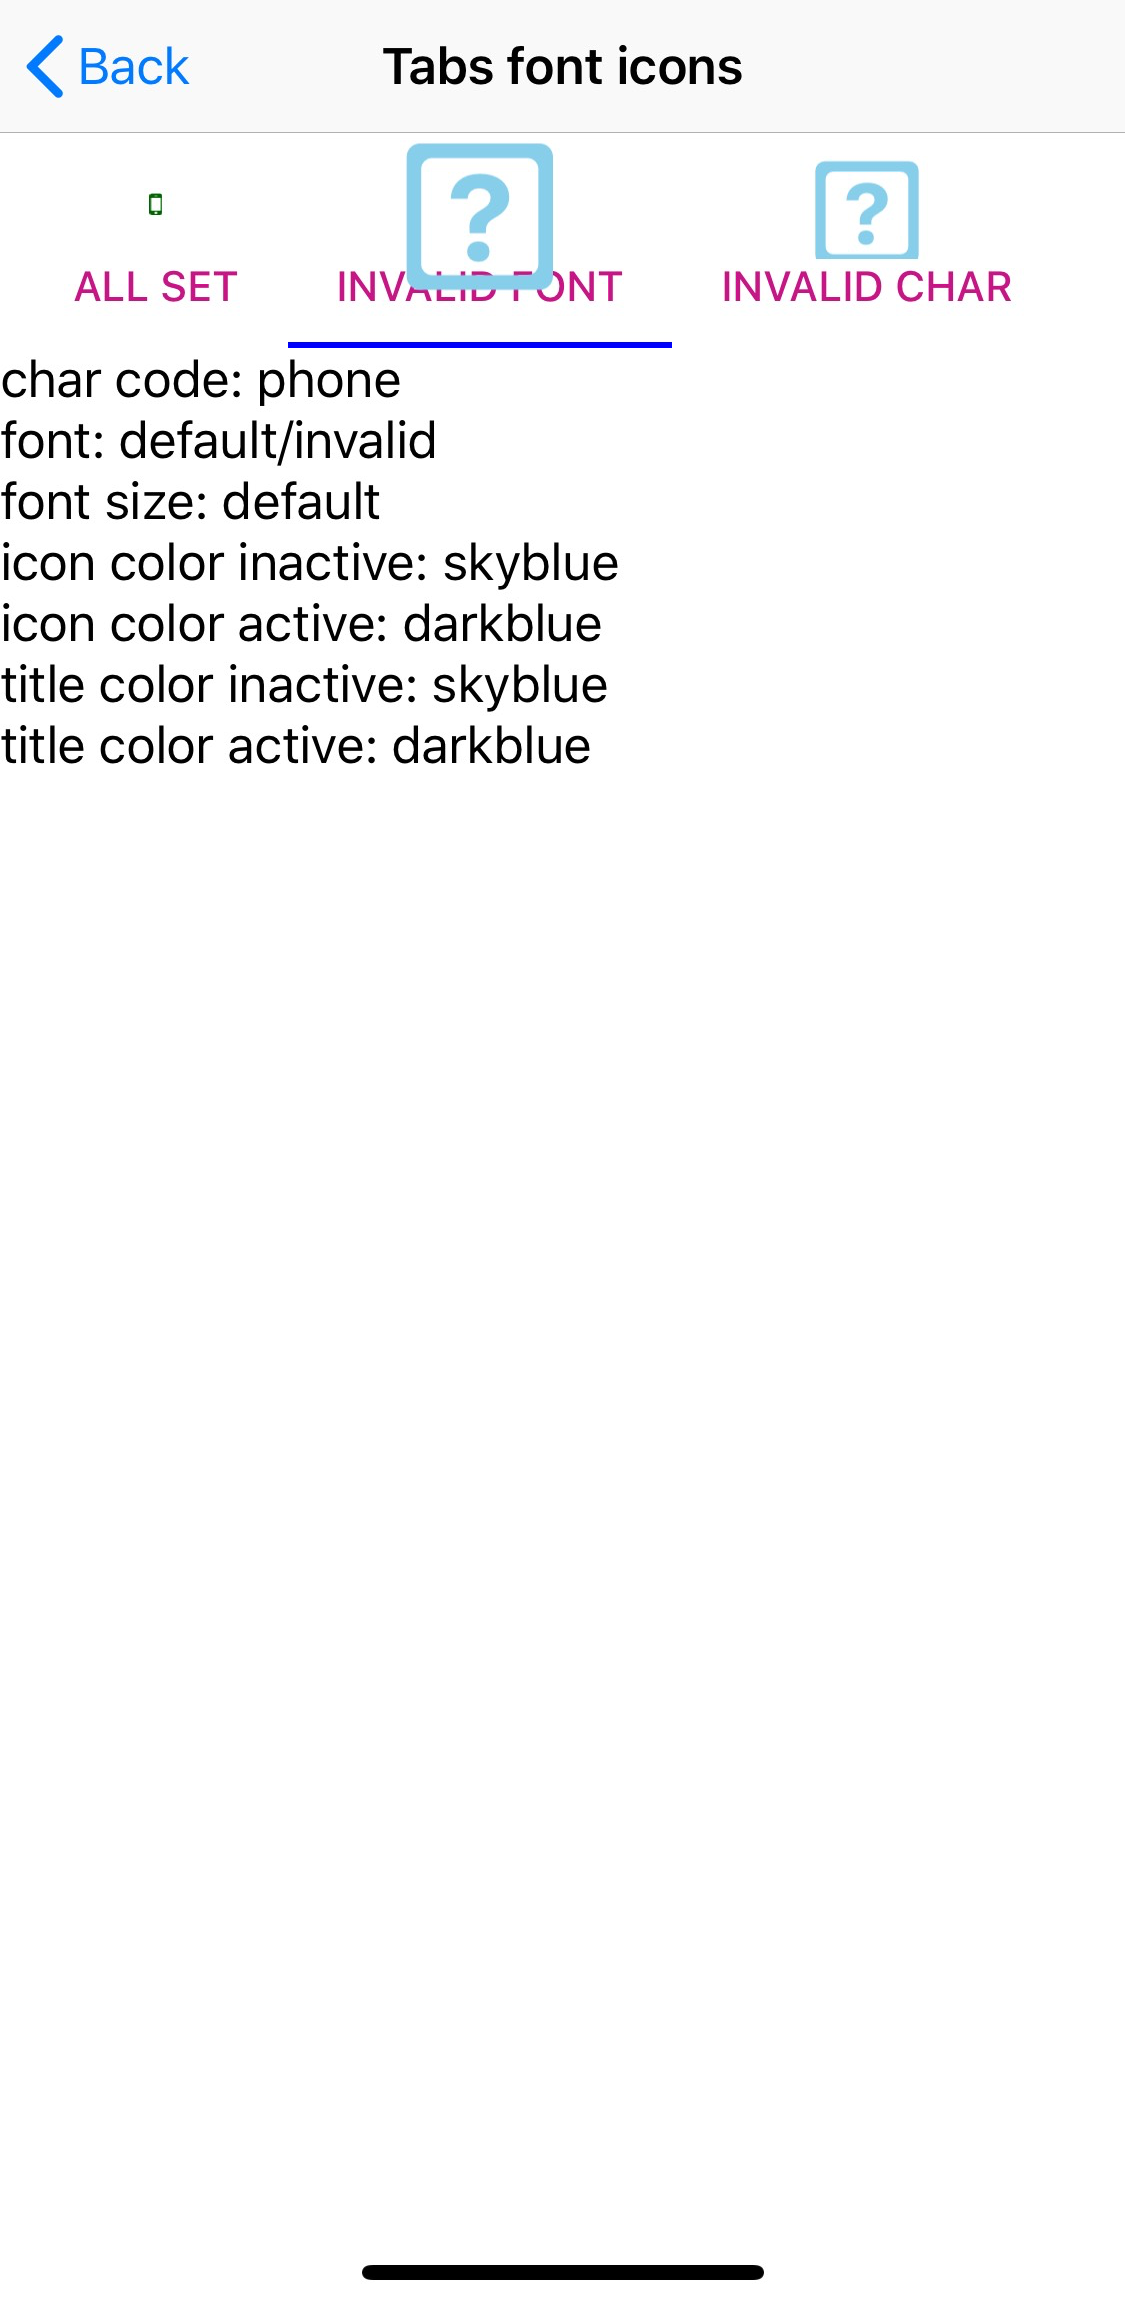 Back
Tabs font icons
?
?
ALL SET
INVALID FONT
INVALID CHAR
char code: phone
font: default/invalid
font size: default
icon color inactive: skyblue
icon color active: darkblue
title color inactive: skyblue
title color active: darkblue